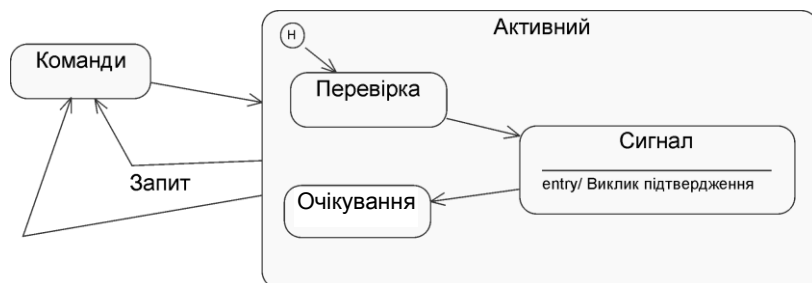 Активний
H
Команди
Перевірка
Сигнал
entry/ Виклик підтвердження
Запит
Очікування